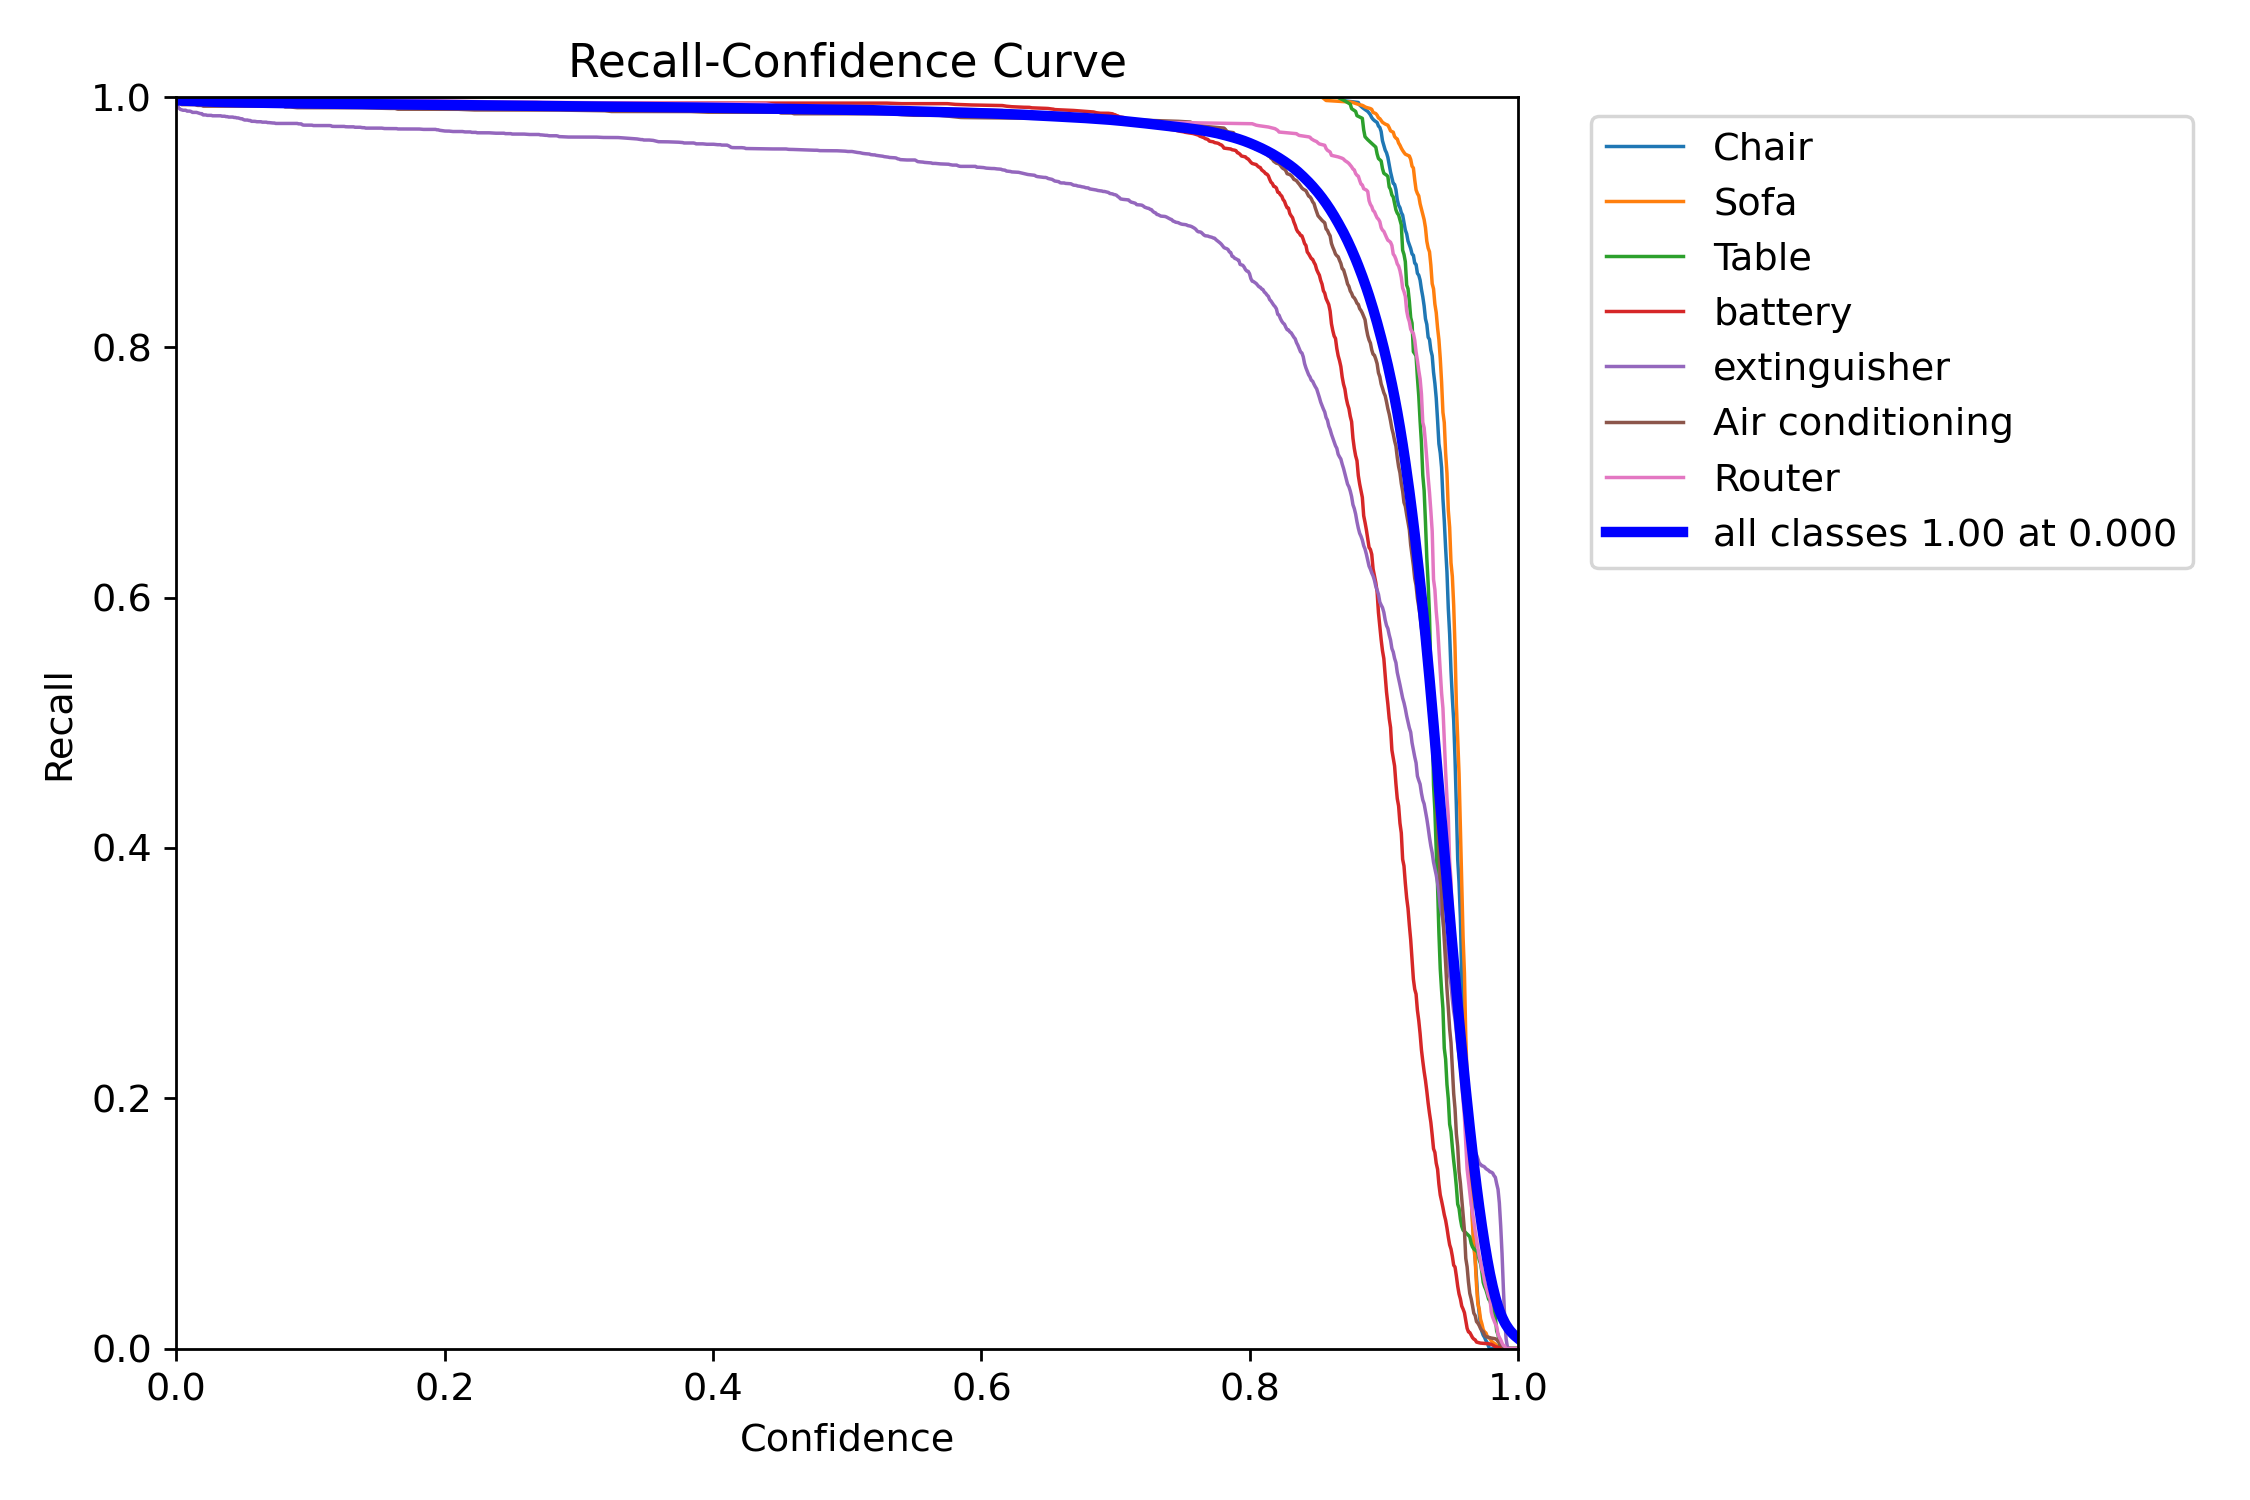 Recall-Confidence Curve
1.0
0.8
0.6
0.4
0.2
0.0
Recall
0.0 0.2 0.4 0.6 0.8 1.0
Confidence
Chair
Sofa
Table
battery
extinguisher
Air conditioning
Router
all classes 1.00 at 0.000